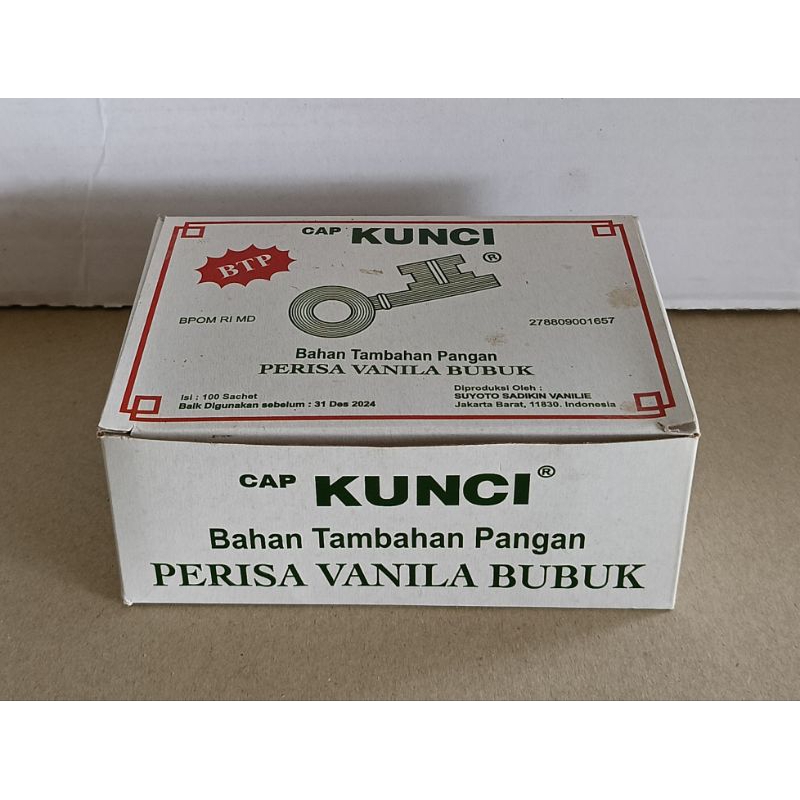 CAP KUNCI
®
BTP
BPOM RI MD
278809001657
Bahan Tambahan Pangan
PERISA VANILA BUBUK
Isi : 100 Sachet
Baik Digunakan sebelum : 31 Des 2024
Diproduksi Oleh :
SUYOTO SADIKIN VANILIE
Jakarta Barat, 11830. Indonesia
CAP KUNCI®
Bahan Tambahan Pangan
PERISA VANILA BUBUK